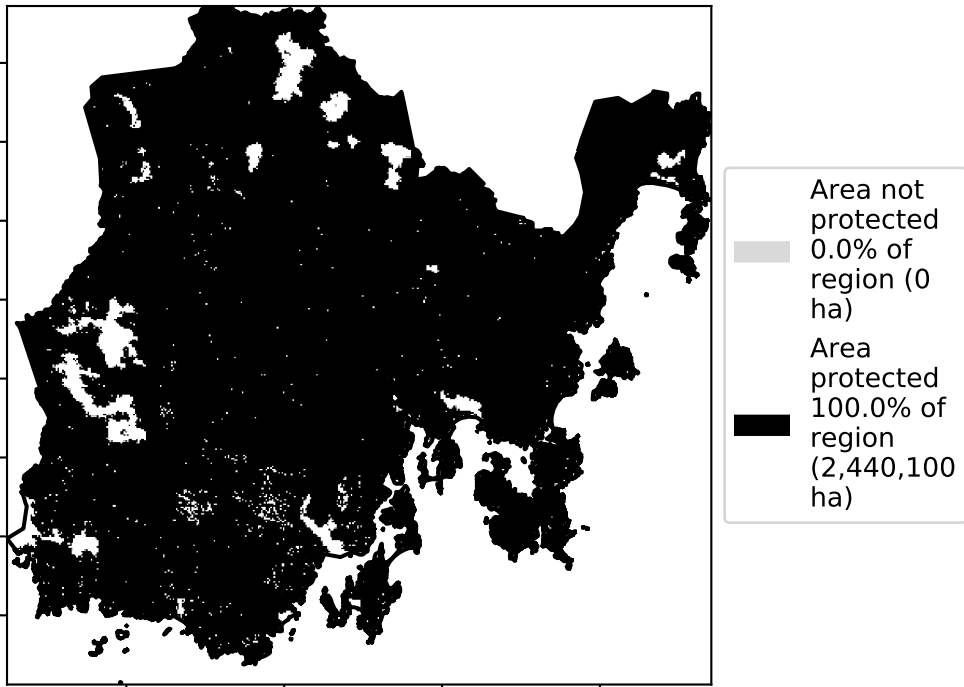 Area not
protected
0.0% of
region (0
ha)
Area
protected
100.0% of
region
(2,440,100
ha)